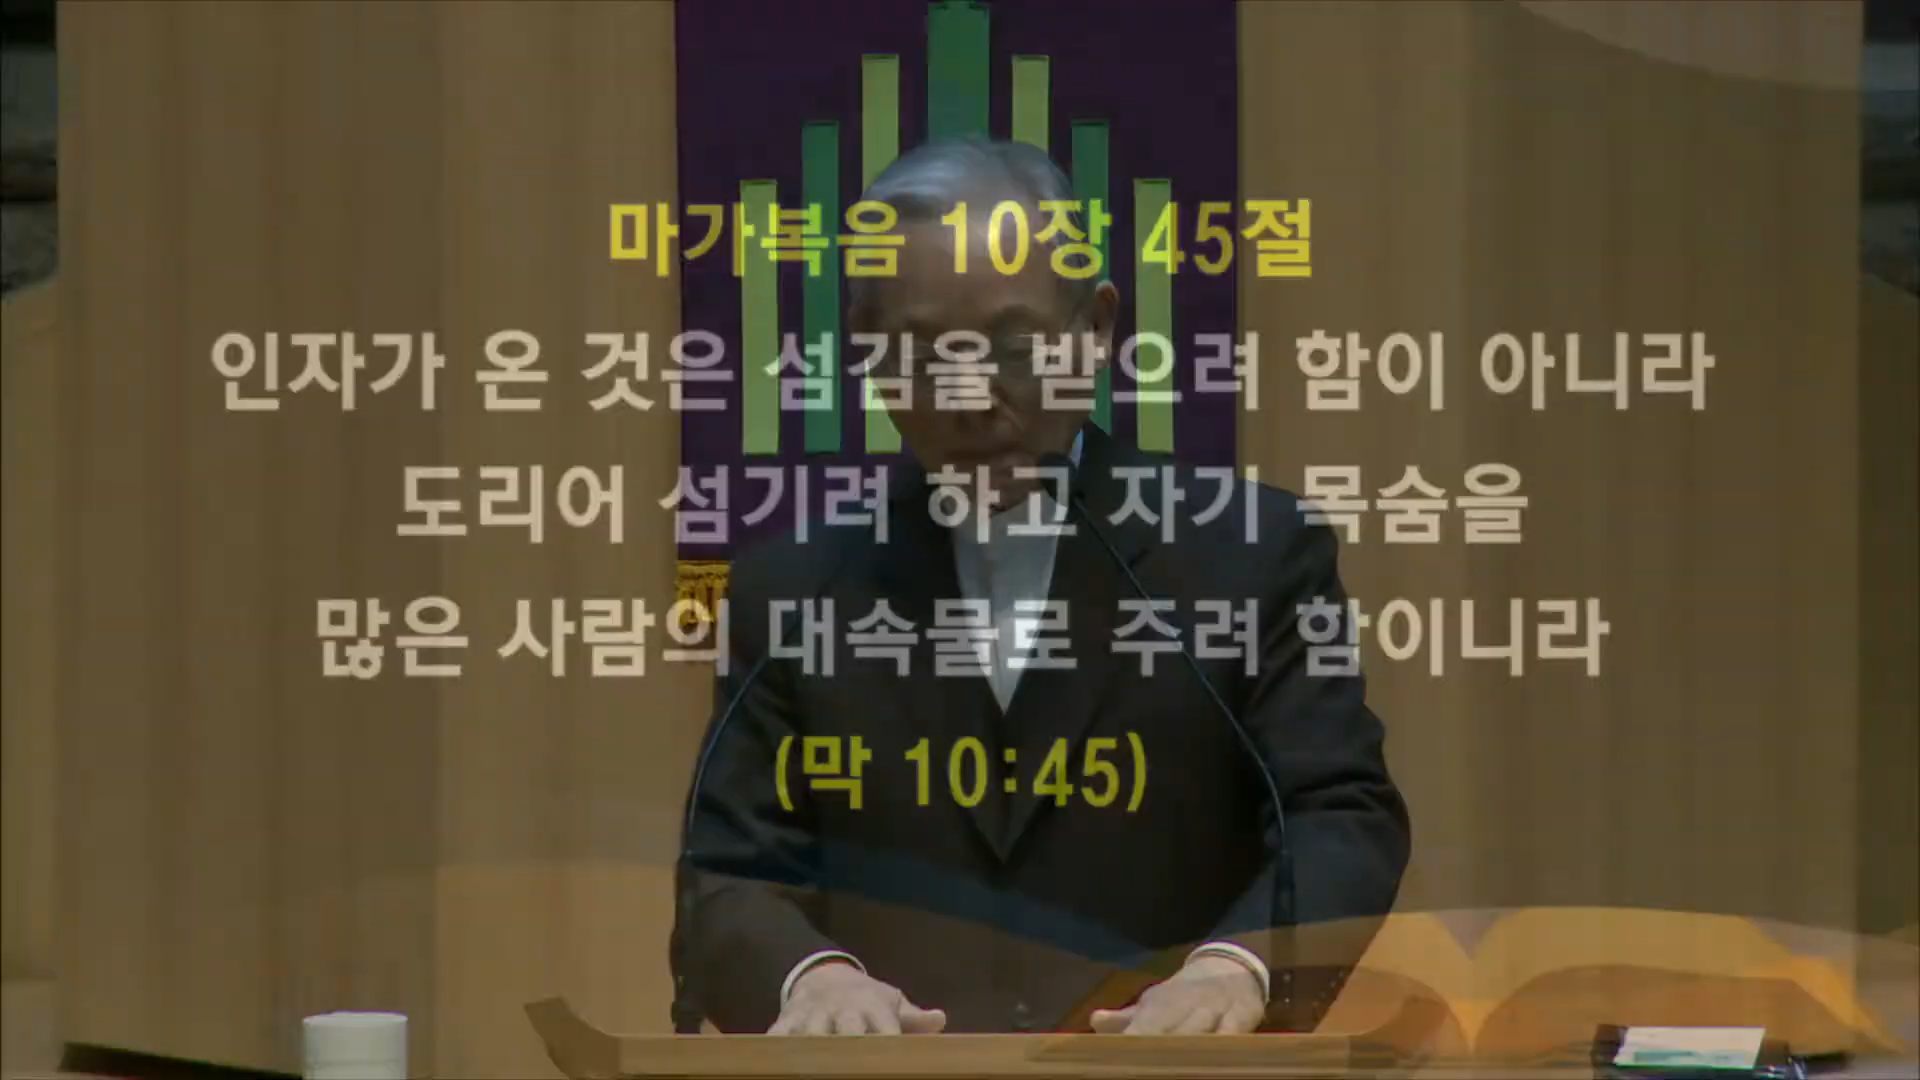 마가복음 10장 45절
인자가 온 것은 섬김을 받으려 함이 아니라
도리어 섬기려 하고 자기 목숨을
많은 사람의 대속물로 주려 함이니라
(막 10:45)